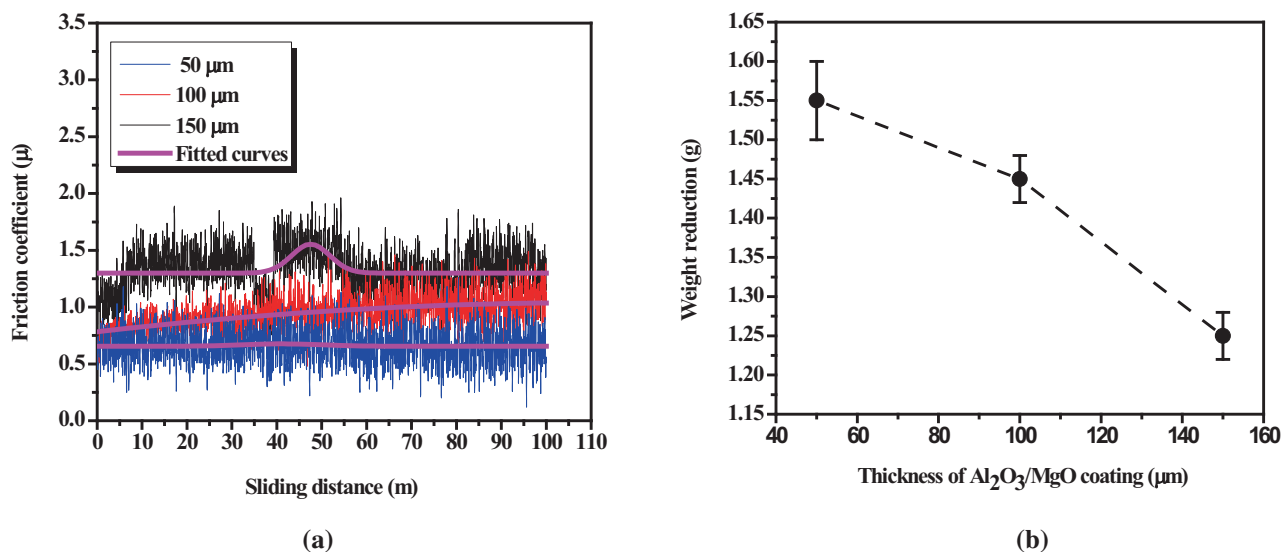 3.5
3.0
2.5
2.0
1.5
1.0
0.5
0.0
Friction coefficient (μ)
50 μm
100 μm
150 μm
Fitted curves
0 10 20 30 40 50 60 70 80 90 100 110
Sliding distance (m)
(a)
1.65
1.60
1.55
1.50
1.45
1.40
1.35
1.30
1.25
1.20
1.15
Weight reduction (g)
40 60 80 100 120 140 160
Thickness of Al₂O₃/MgO coating (μm)
(b)